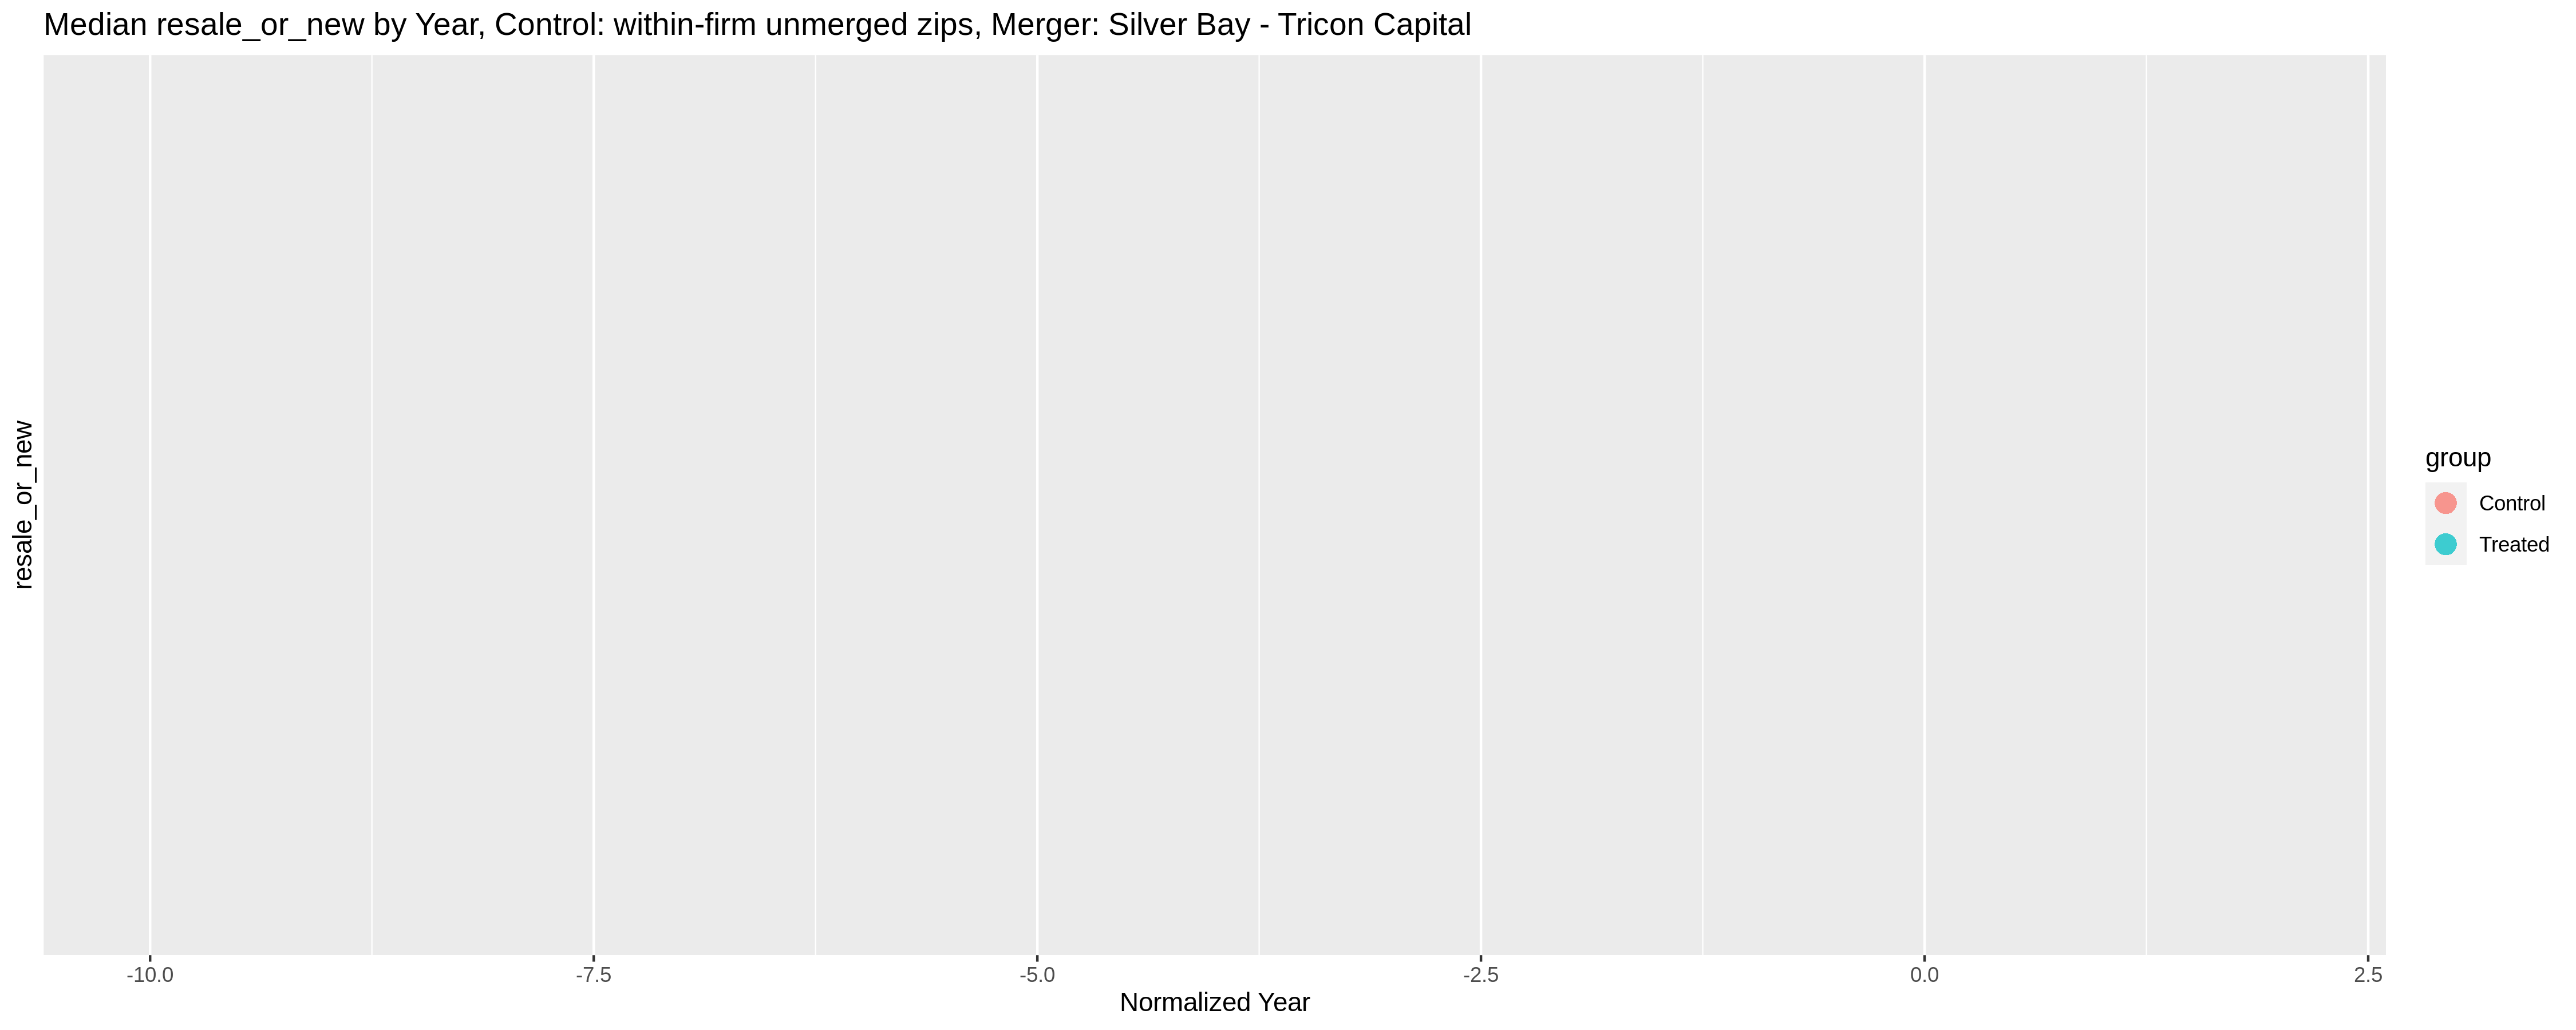 Median resale_or_new by Year, Control: within-firm unmerged zips, Merger: Silver Bay - Tricon Capital
resale_or_new
group
Control
Treated
-10.0 -7.5 -5.0 -2.5 0.0 2.5
Normalized Year